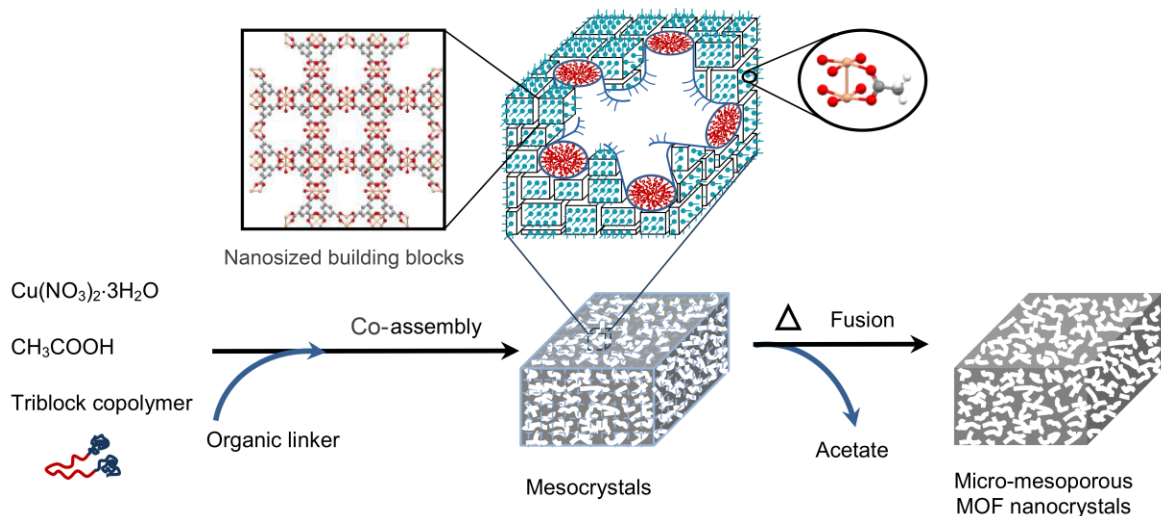 Nanosized building blocks
Cu(NO₃)₂·3H₂O
CH₃COOH
Triblock copolymer
Organic linker
Co-assembly
Mesocrystals
Δ Fusion
Acetate
Micro-mesoporous
MOF nanocrystals